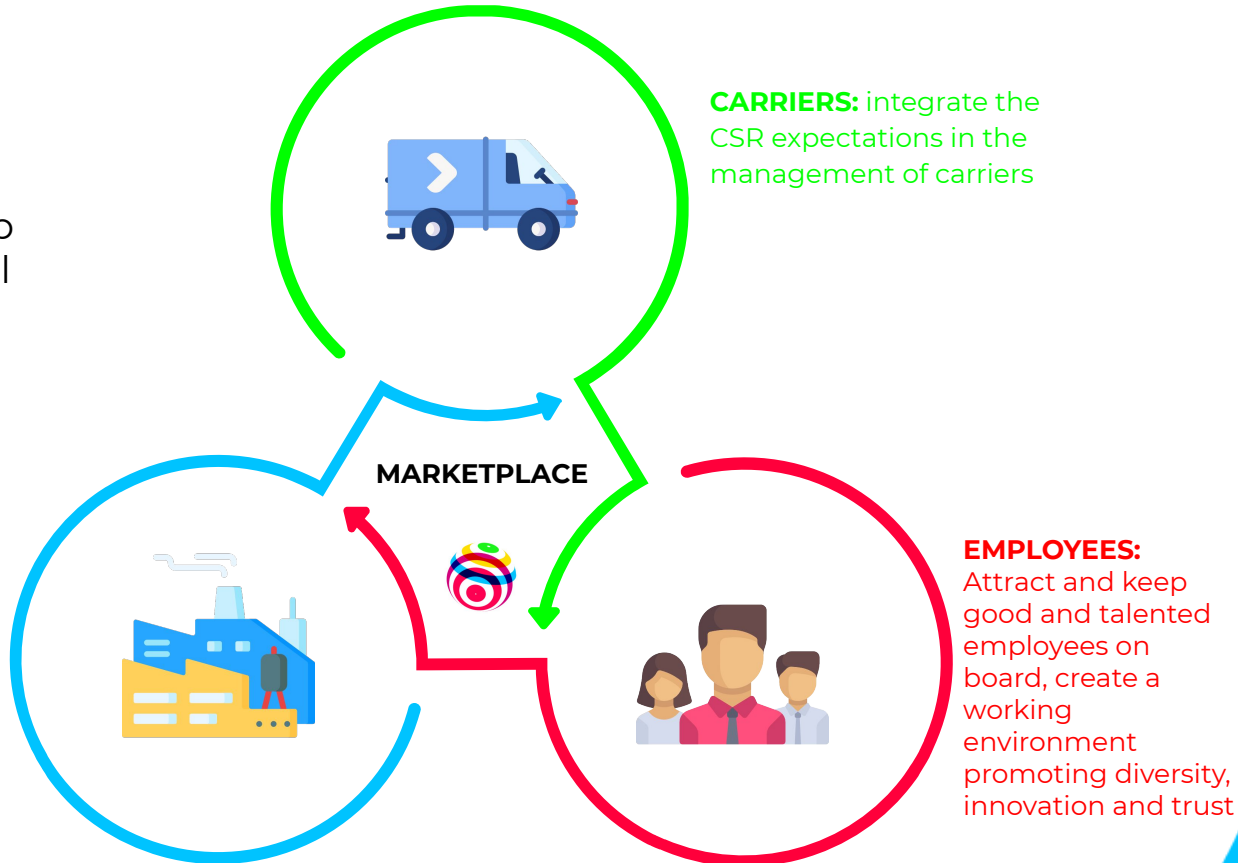 CARRIERS: integrate the
CSR expectations in the
management of carriers
MARKETPLACE
EMPLOYEES:
Attract and keep
good and talented
employees on
board, create a
working
environment
promoting diversity,
innovation and trust